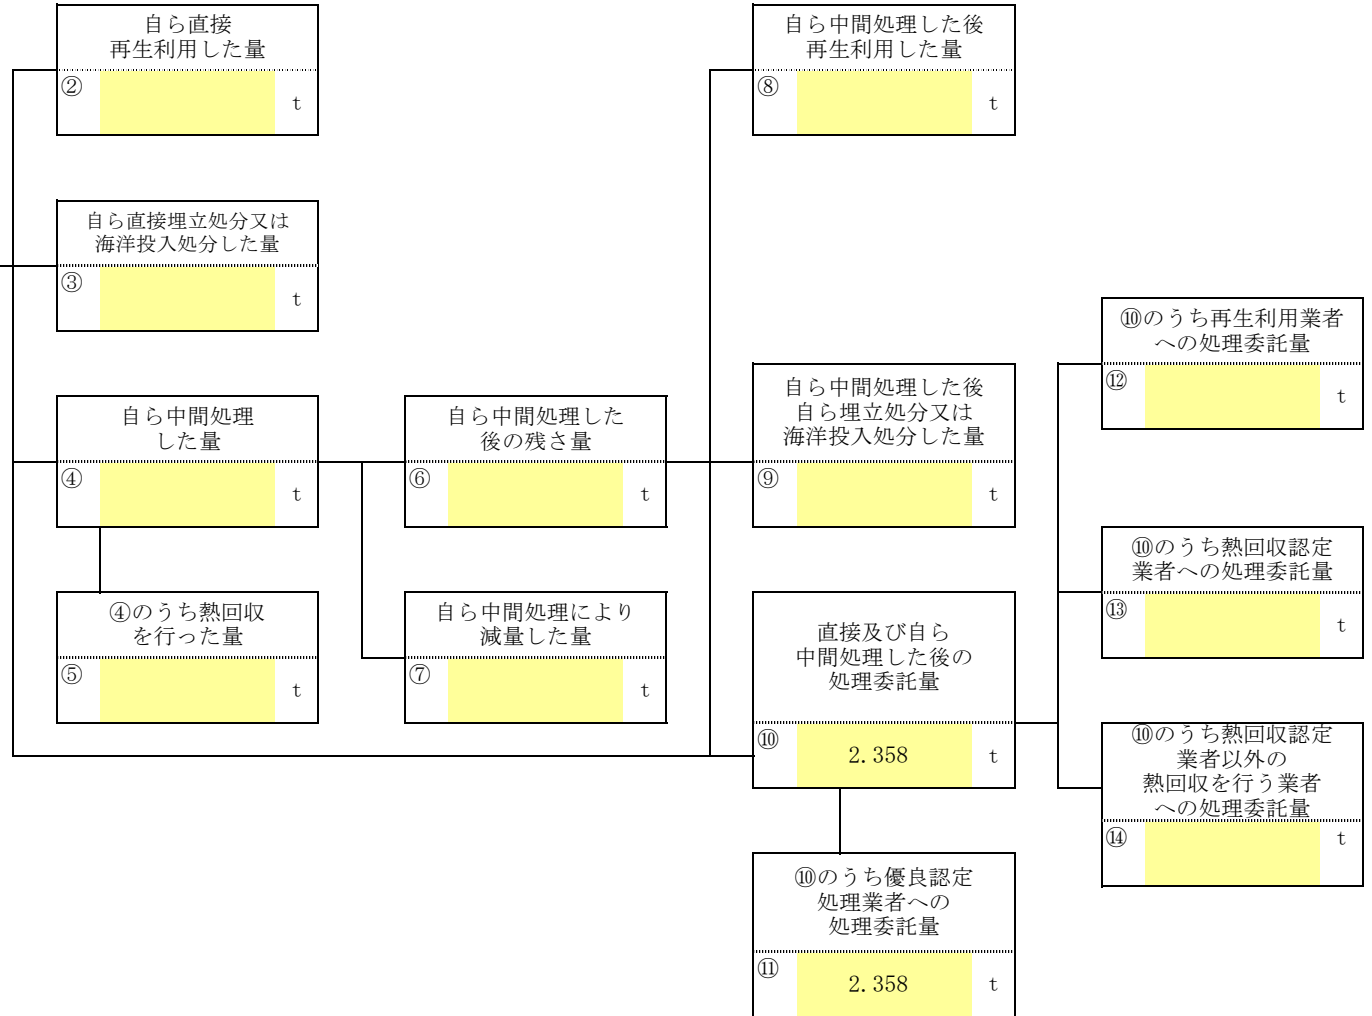 自ら直接
再生利用した量
②
t
自ら中間処理した後
再生利用した量
⑧
t
自ら直接埋立処分又は
海洋投入処分した量
③
t
⑩のうち再生利用業者
への処理委託量
⑫
t
自ら中間処理
した量
④
t
自ら中間処理した
後の残さ量
⑥
t
自ら中間処理した後
自ら埋立処分又は
海洋投入処分した量
⑨
t
⑩のうち熱回収認定
業者への処理委託量
⑬
t
④のうち熱回収
を行った量
⑤
t
自ら中間処理により
減量した量
⑦
t
直接及び自ら
中間処理した後の
処理委託量
⑩
2.358
t
⑩のうち熱回収認定
業者以外の
熱回収を行う業者
への処理委託量
⑭
t
⑩のうち優良認定
処理業者への
処理委託量
⑪
2.358
t